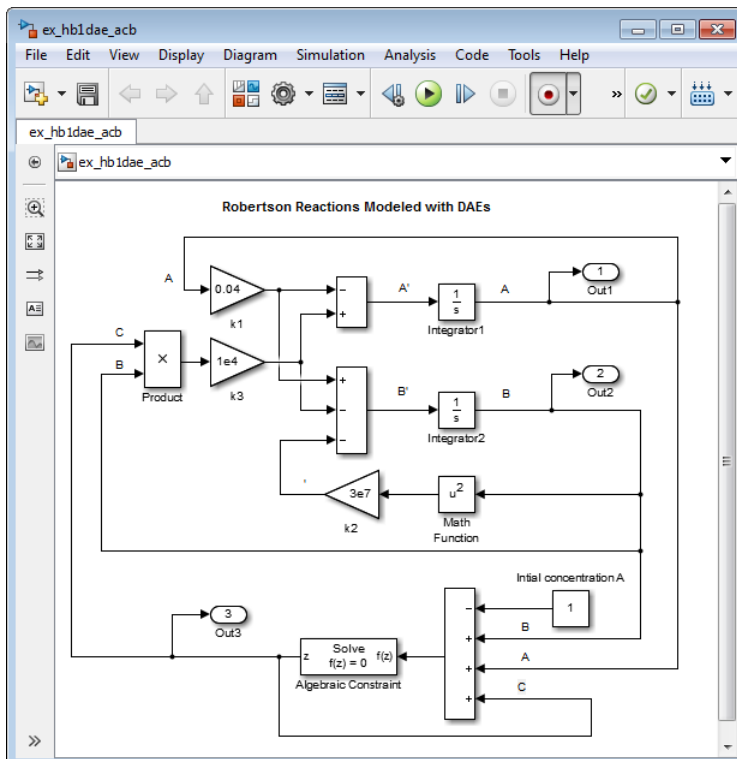 ex_hb1dae_acb
File Edit View Display Diagram Simulation Analysis Code Tools Help
»
ex_hb1dae_acb
ex_hb1dae_acb
Robertson Reactions Modeled with DAEs
A
0.04
k1
−
+
A'
1
s
Integrator1
A
1
Out1
C
B
×
Product
1e4
k3
+
−
−
B'
1
s
Integrator2
B
2
Out2
'
3e7
k2
u²
Math
Function
Intial concentration A
1
−
+
+
+
B
A
C
3
Out3
z
Solve
f(z) = 0
f(z)
Algebraic Constraint
»